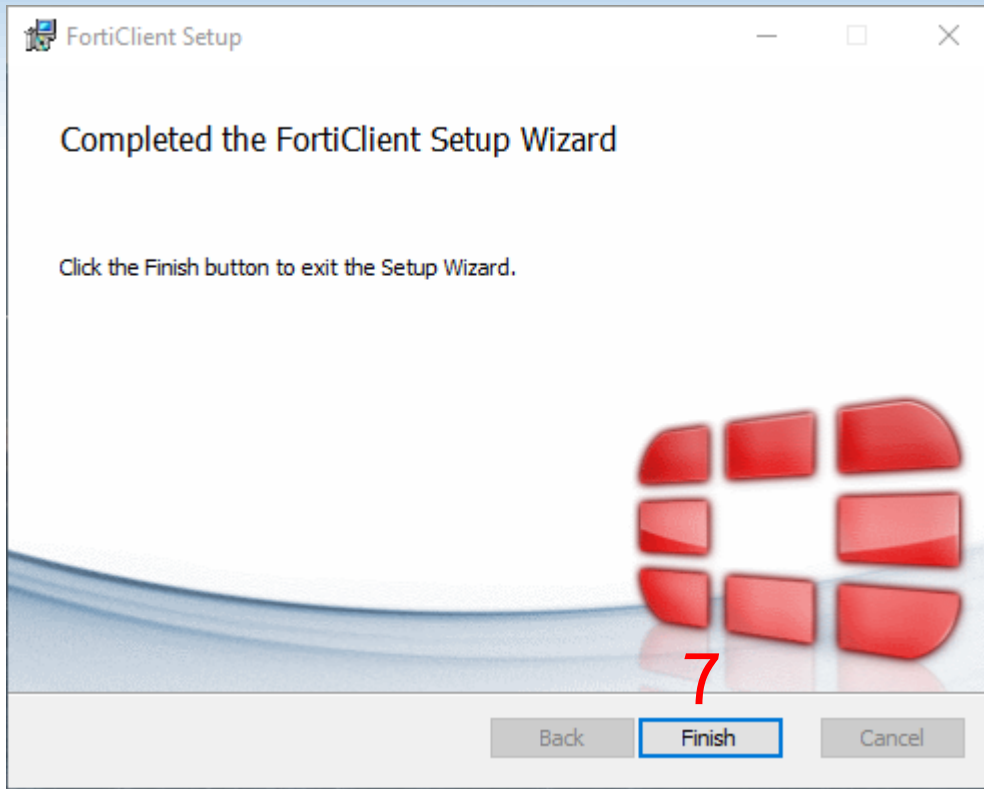 FortiClient Setup
Completed the FortiClient Setup Wizard
Click the Finish button to exit the Setup Wizard.
7
Back Finish Cancel